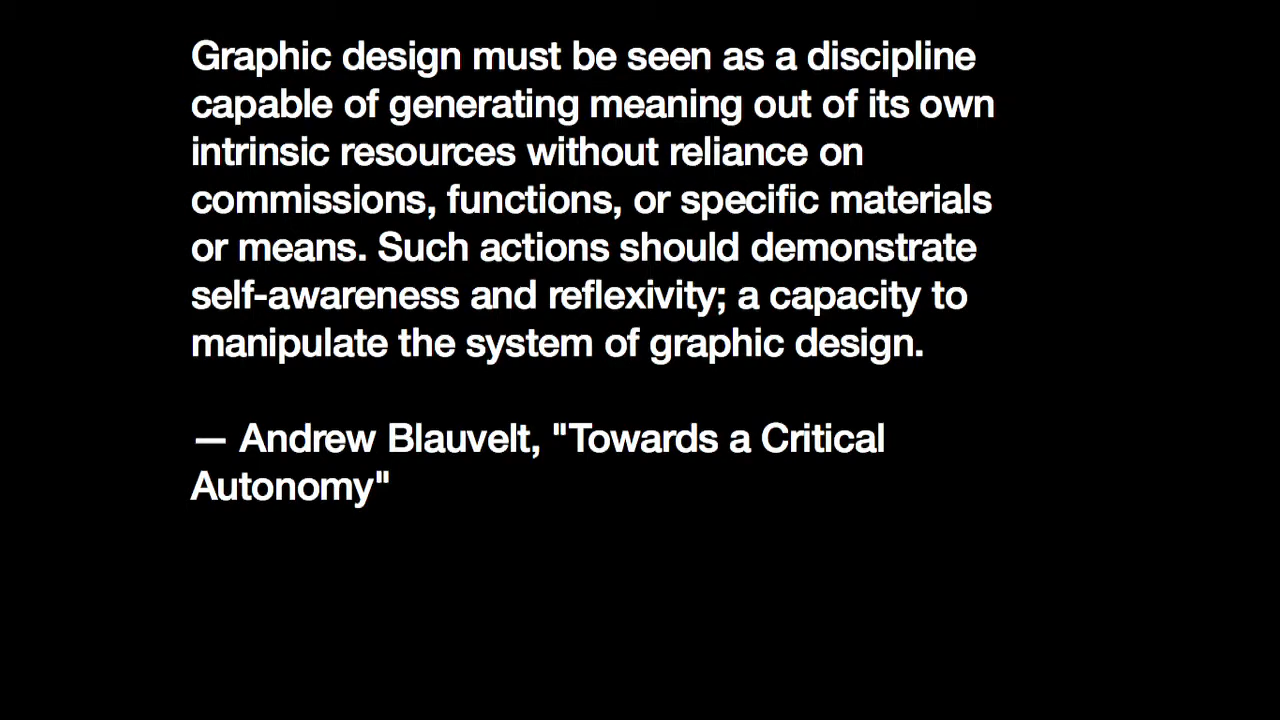 Graphic design must be seen as a discipline
capable of generating meaning out of its own
intrinsic resources without reliance on
commissions, functions, or specific materials
or means. Such actions should demonstrate
self-awareness and reflexivity; a capacity to
manipulate the system of graphic design.
— Andrew Blauvelt, "Towards a Critical
Autonomy"